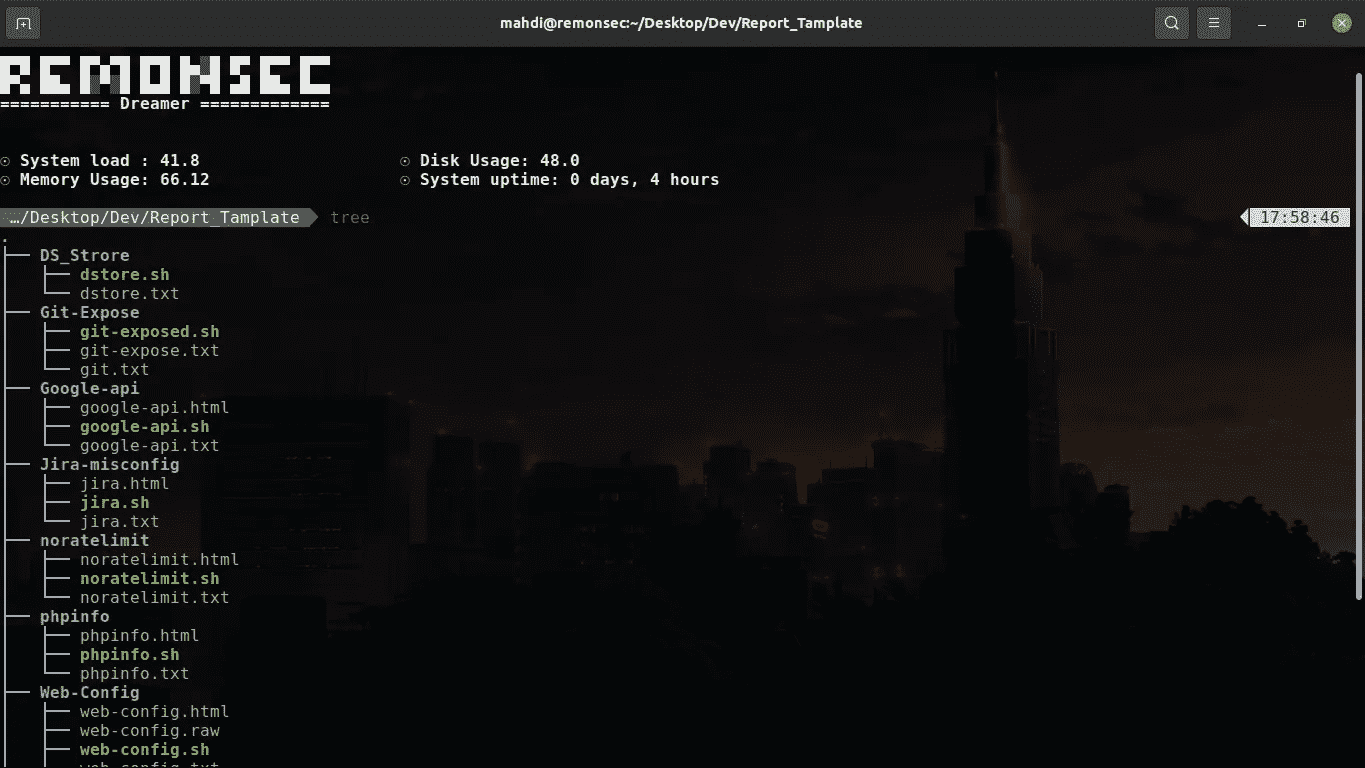 mahdi@remonsec:~/Desktop/Dev/Report_Tamplate
REMONSEC
=========== Dreamer =============
☉ System load : 41.8 ☉ Disk Usage: 48.0
☉ Memory Usage: 66.12 ☉ System uptime: 0 days, 4 hours
…/Desktop/Dev/Report_Tamplate tree 17:58:46
.
├── DS_Strore
│   ├── dstore.sh
│   └── dstore.txt
├── Git-Expose
│   ├── git-exposed.sh
│   ├── git-expose.txt
│   └── git.txt
├── Google-api
│   ├── google-api.html
│   ├── google-api.sh
│   └── google-api.txt
├── Jira-misconfig
│   ├── jira.html
│   ├── jira.sh
│   └── jira.txt
├── noratelimit
│   ├── noratelimit.html
│   ├── noratelimit.sh
│   └── noratelimit.txt
├── phpinfo
│   ├── phpinfo.html
│   ├── phpinfo.sh
│   └── phpinfo.txt
├── Web-Config
│   ├── web-config.html
│   ├── web-config.raw
│   ├── web-config.sh